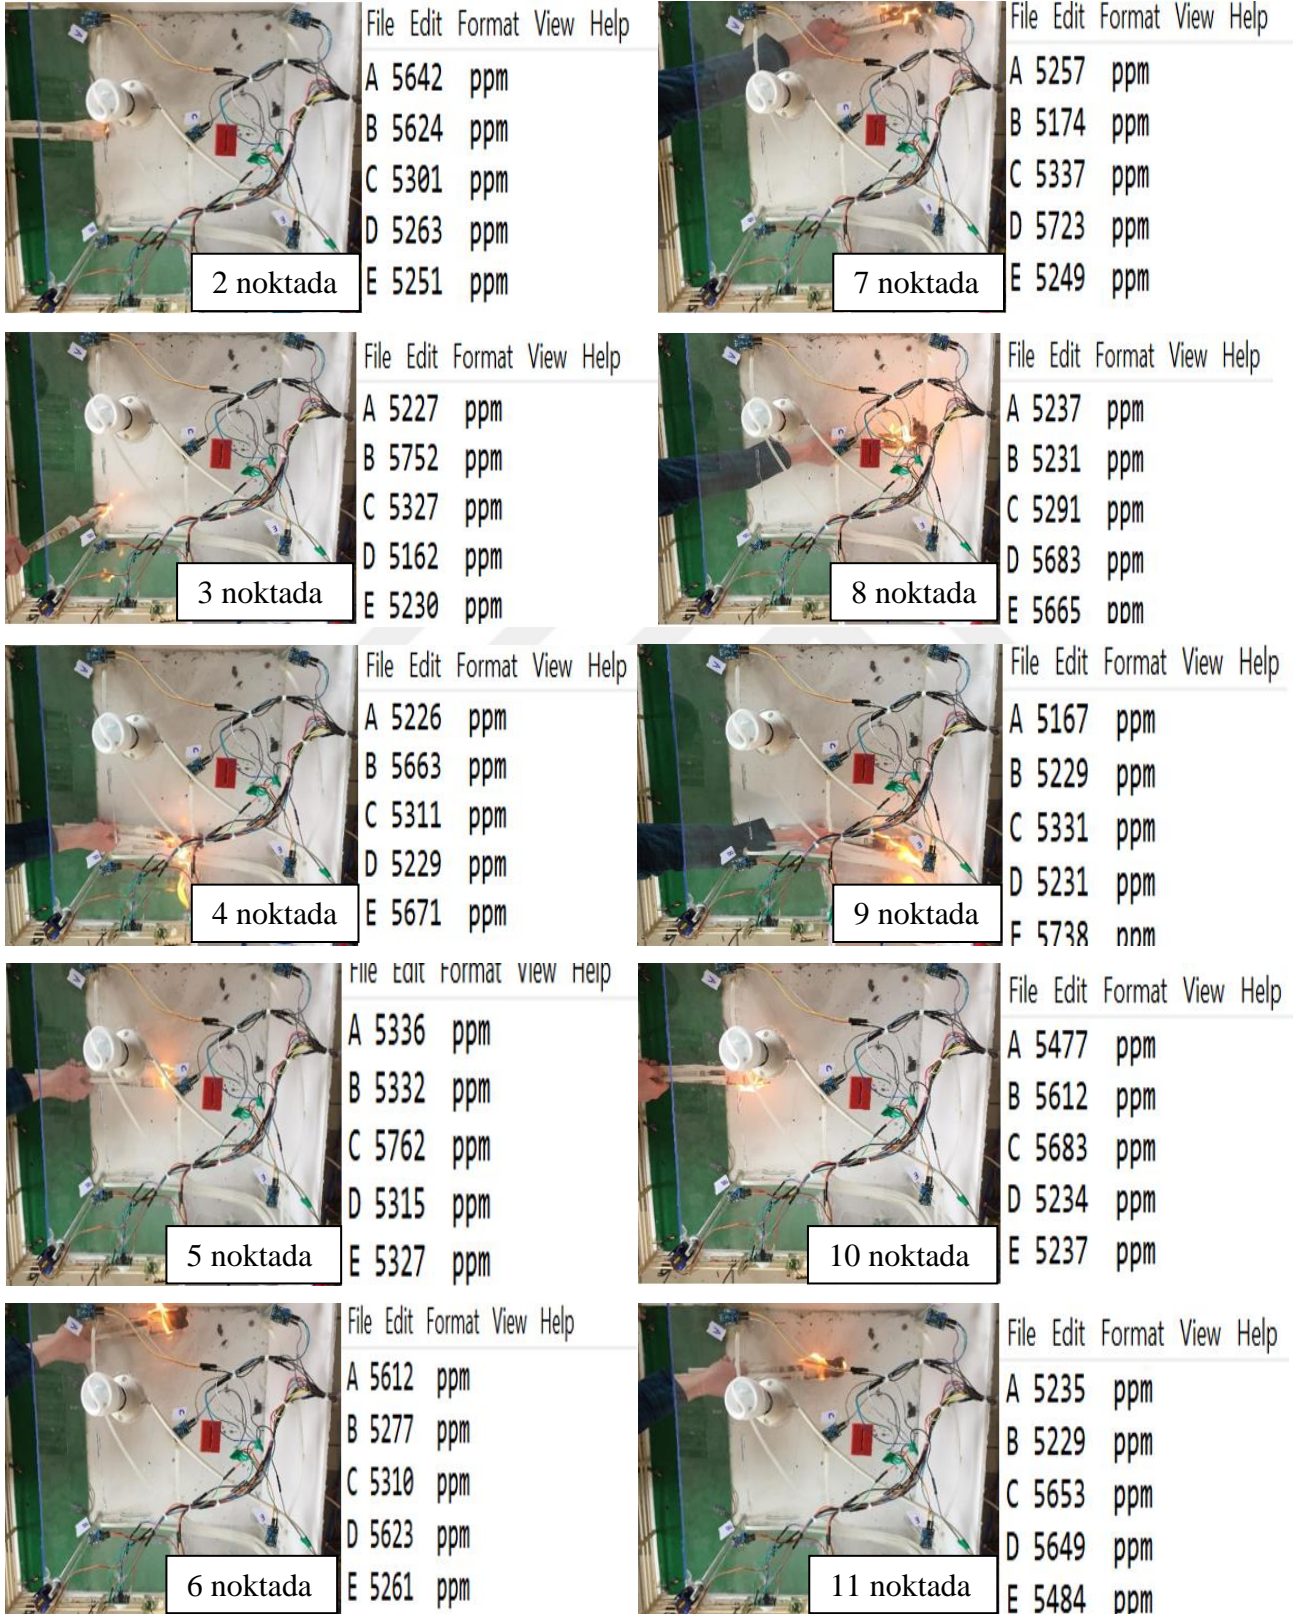 File Edit Format View Help
A 5642 ppm
B 5624 ppm
C 5301 ppm
D 5263 ppm
E 5251 ppm
2 noktada
File Edit Format View Help
A 5257 ppm
B 5174 ppm
C 5337 ppm
D 5723 ppm
E 5249 ppm
7 noktada
File Edit Format View Help
A 5227 ppm
B 5752 ppm
C 5327 ppm
D 5162 ppm
E 5230 ppm
3 noktada
File Edit Format View Help
A 5237 ppm
B 5231 ppm
C 5291 ppm
D 5683 ppm
E 5665 ppm
8 noktada
File Edit Format View Help
A 5226 ppm
B 5663 ppm
C 5311 ppm
D 5229 ppm
E 5671 ppm
4 noktada
File Edit Format View Help
A 5167 ppm
B 5229 ppm
C 5331 ppm
D 5231 ppm
E 5738 ppm
9 noktada
File Edit Format View Help
A 5336 ppm
B 5332 ppm
C 5762 ppm
D 5315 ppm
E 5327 ppm
5 noktada
File Edit Format View Help
A 5477 ppm
B 5612 ppm
C 5683 ppm
D 5234 ppm
E 5237 ppm
10 noktada
File Edit Format View Help
A 5612 ppm
B 5277 ppm
C 5310 ppm
D 5623 ppm
E 5261 ppm
6 noktada
File Edit Format View Help
A 5235 ppm
B 5229 ppm
C 5653 ppm
D 5649 ppm
E 5484 ppm
11 noktada